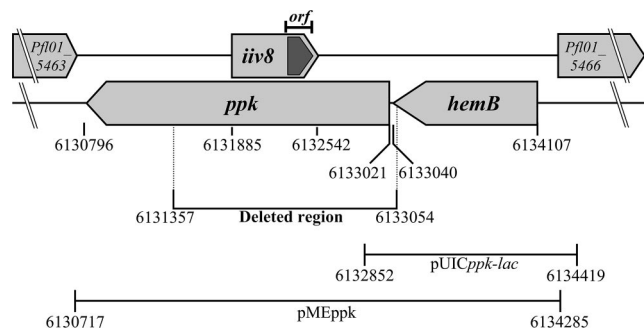 orf
Pfl01_
5463
iiv8
Pfl01_
5466
ppk
hemB
6130796
6131885
6132542
6133021
6133040
6134107
6131357
Deleted region
6133054
6132852
pUICppk-lac
6134419
6130717
pMEppk
6134285